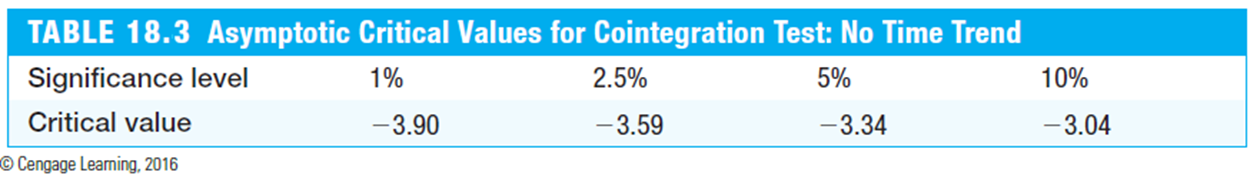 TABLE 18.3 Asymptotic Critical Values for Cointegration Test: No Time Trend
Significance level 1% 2.5% 5% 10%
Critical value −3.90 −3.59 −3.34 −3.04
© Cengage Learning, 2016